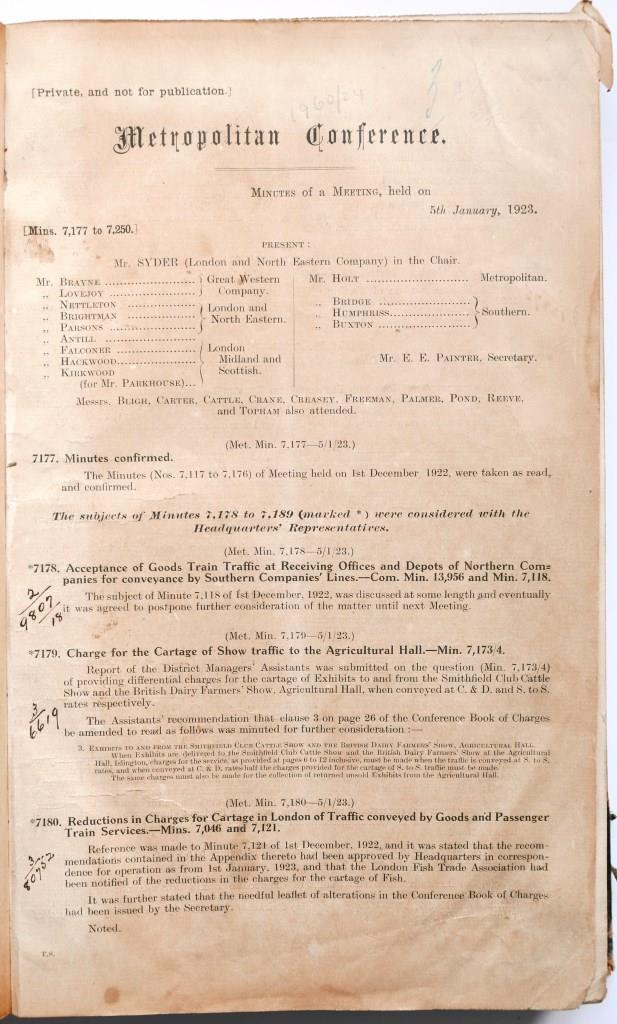 [Private, and not for publication.]
1960/24
3
Metropolitan Conference.
MINUTES of a MEETING, held on
5th January, 1923.
[Mins. 7,177 to 7,250.]
PRESENT :
Mr. SYDER (London and North Eastern Company) in the Chair.
Mr. BRAYNE ........................ } Great Western
„ LOVEJOY ........................ } Company.
„ NETTLETON ........................ } London and
„ BRIGHTMAN ........................ } North Eastern.
„ PARSONS ........................
„ ANTILL ........................
„ FALCONER ........................ } London
„ HACKWOOD........................ } Midland and
„ KIRKWOOD } Scottish.
(for Mr. PARKHOUSE)...
Mr. HOLT ........................ Metropolitan.
„ BRIDGE ........................
„ HUMPHRISS........................ } Southern.
„ BUXTON ........................
Mr. E. E. PAINTER, Secretary.
Messrs. BLIGH, CARTER, CATTLE, CRANE, CREASEY, FREEMAN, PALMER, POND, REEVE,
and TOPHAM also attended.
(Met. Min. 7,177—5/1/23.)
7177. Minutes confirmed.
The Minutes (Nos. 7,117 to 7,176) of Meeting held on 1st December 1922, were taken as read,
and confirmed.
The subjects of Minutes 7,178 to 7,189 (marked *) were considered with the
Headquarters' Representatives.
(Met. Min. 7,178—5/1/23.)
*7178. Acceptance of Goods Train Traffic at Receiving Offices and Depots of Northern Com=
panies for conveyance by Southern Companies' Lines.—Com. Min. 13,956 and Min. 7,118.
2/9807/18
The subject of Minute 7,118 of 1st December, 1922, was discussed at some length and eventually
it was agreed to postpone further consideration of the matter until next Meeting.
(Met. Min. 7,179—5/1/23.)
*7179. Charge for the Cartage of Show traffic to the Agricultural Hall.—Min. 7,173/4.
Report of the District Managers' Assistants was submitted on the question (Min. 7,173/4)
of providing differential charges for the cartage of Exhibits to and from the Smithfield Club Cattle
Show and the British Dairy Farmers' Show, Agricultural Hall, when conveyed at C. & D. and S. to S.
rates respectively.
3/6619
The Assistants' recommendation that clause 3 on page 26 of the Conference Book of Charges
be amended to read as follows was minuted for further consideration :—
3. EXHIBITS TO AND FROM THE SMITHFIELD CLUB CATTLE SHOW AND THE BRITISH DAIRY FARMERS' SHOW, AGRICULTURAL HALL.
When Exhibits are delivered to the Smithfield Club Cattle Show and the British Dairy Farmers' Show at the Agricultural
Hall, Islington, charges for the service, as provided at pages 6 to 12 inclusive, must be made when the traffic is conveyed at S. to S.
rates, and when conveyed at C. & D. rates half the charges provided for the cartage of S. to S. traffic must be made.
The same charges must also be made for the collection of returned unsold Exhibits from the Agricultural Hall.
(Met. Min. 7,180—5/1/23.)
*7180. Reductions in Charges for Cartage in London of Traffic conveyed by Goods and Passenger
Train Services.—Mins. 7,046 and 7,121.
3/80752
Reference was made to Minute 7,121 of 1st December, 1922, and it was stated that the recom-
mendations contained in the Appendix thereto had been approved by Headquarters in correspon-
dence for operation as from 1st January, 1923, and that the London Fish Trade Association had
been notified of the reductions in the charges for the cartage of Fish.
It was further stated that the needful leaflet of alterations in the Conference Book of Charges
had been issued by the Secretary.
Noted.
T.S.